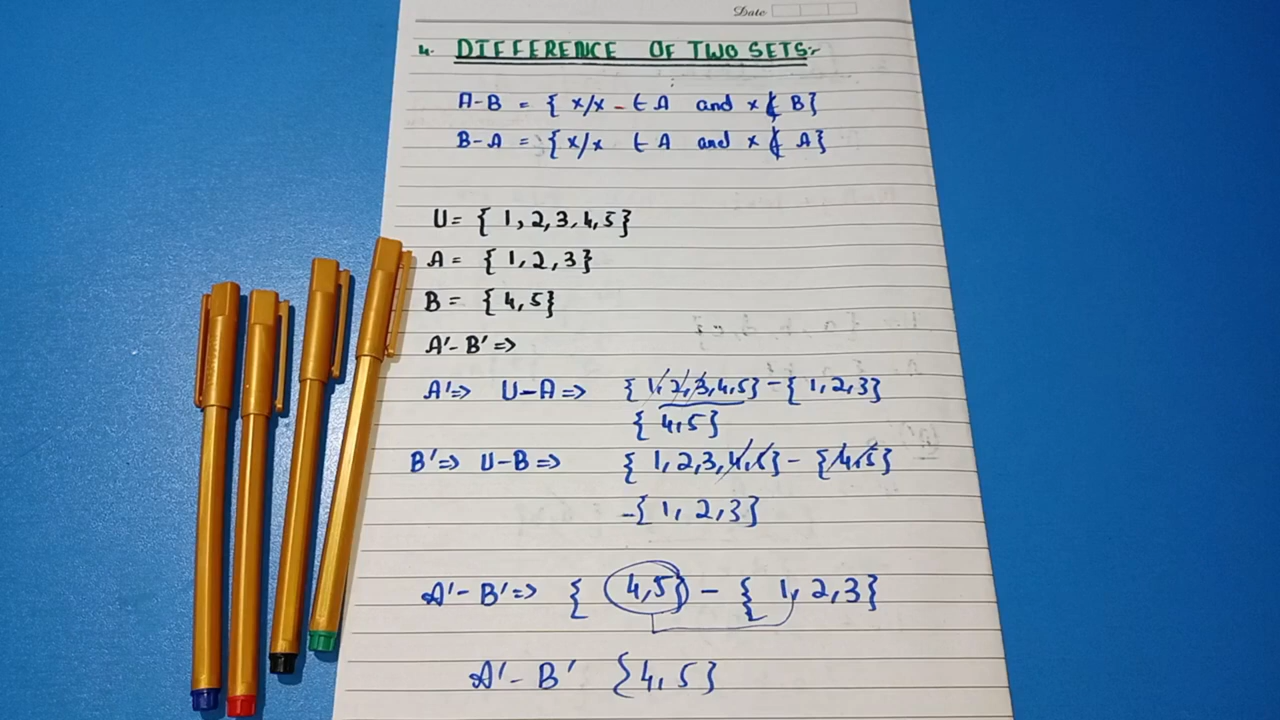 Date
4. DIFFERENCE OF TWO SETS:-
A-B = { x/x - ∈ A and x ∉ B}
B-A = {x/x ∈ A and x ∉ A}
U= { 1,2,3,4,5}
A= {1,2,3}
B= {4,5}
A'-B' =>
A' => U-A => {1,2,3,4,5} - {1,2,3}
{4,5}
B' => U-B => { 1,2,3,4,5} - {4,5}
-{ 1, 2,3}
A'-B' => { 4,5} - { 1,2,3}
A'-B' {4,5}